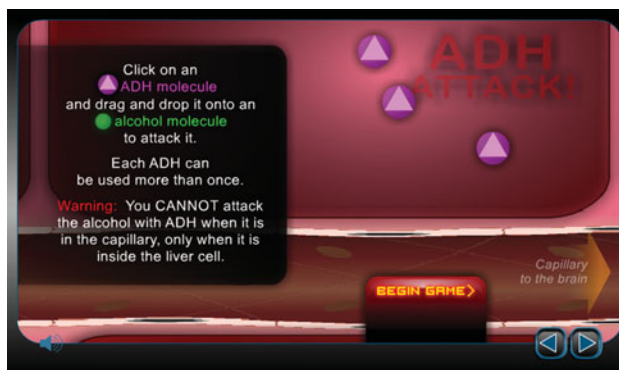 ADH
ATTACK!
Click on an
ADH molecule
and drag and drop it onto an
alcohol molecule
to attack it.
Each ADH can
be used more than once.
Warning: You CANNOT attack
the alcohol with ADH when it is
in the capillary, only when it is
inside the liver cell.
Capillary
to the brain
BEGIN GAME>